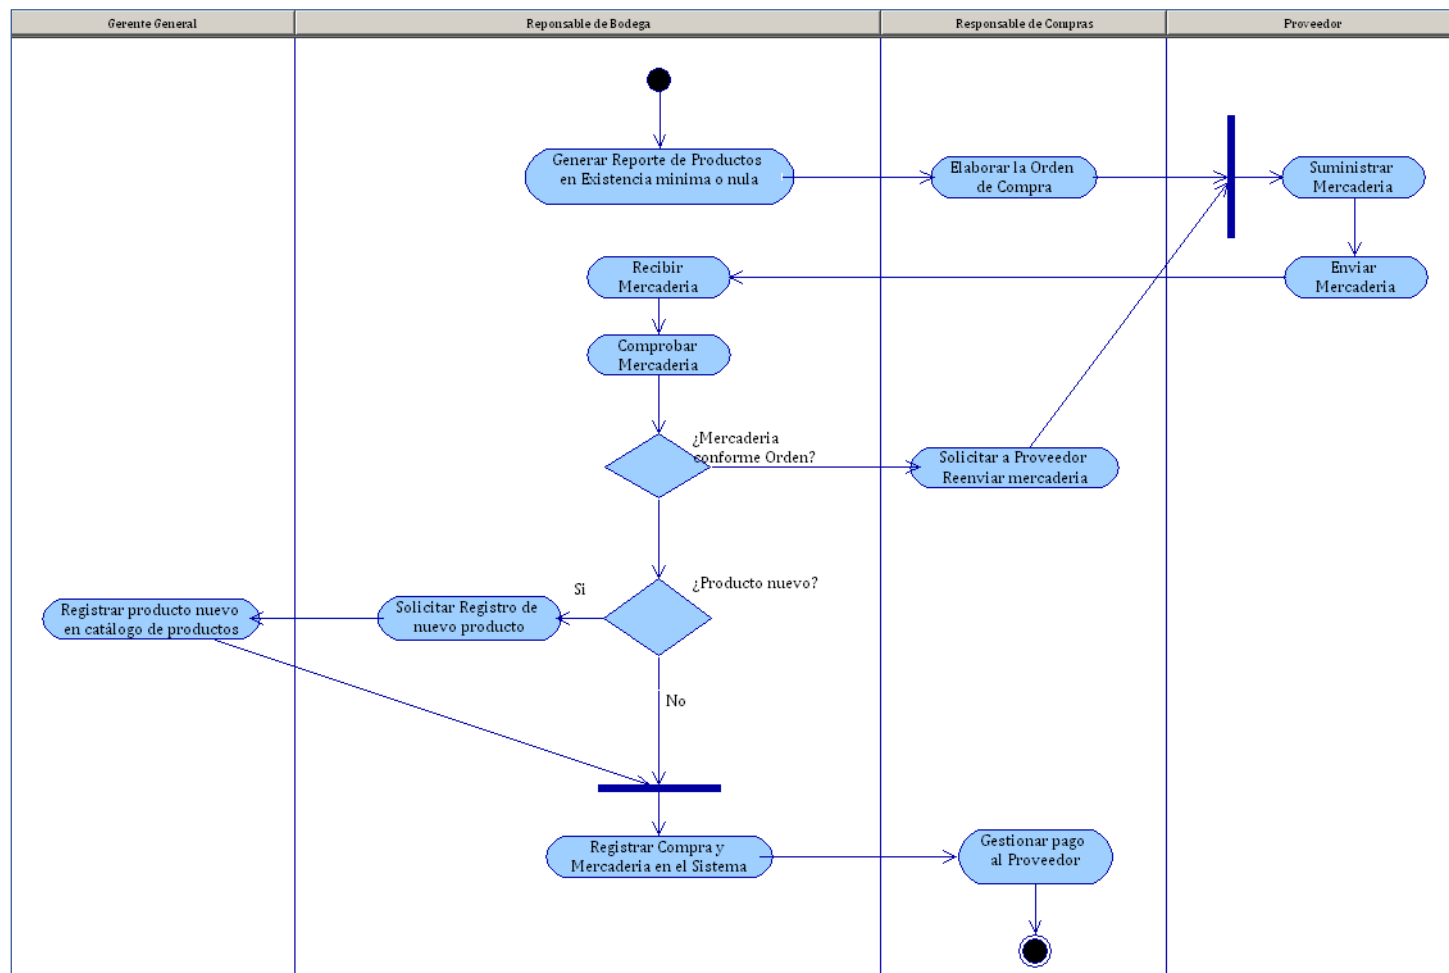 Gerente General
Reponsable de Bodega
Responsable de Compras
Proveedor
Generar Reporte de Productos
en Existencia minima o nula
Elaborar la Orden
de Compra
Suministrar
Mercaderia
Recibir
Mercaderia
Enviar
Mercaderia
Comprobar
Mercaderia
¿Mercaderia
conforme Orden?
Solicitar a Proveedor
Reenviar mercaderia
¿Producto nuevo?
Si
Registrar producto nuevo
en catálogo de productos
Solicitar Registro de
nuevo producto
No
Registrar Compra y
Mercaderia en el Sistema
Gestionar pago
al Proveedor